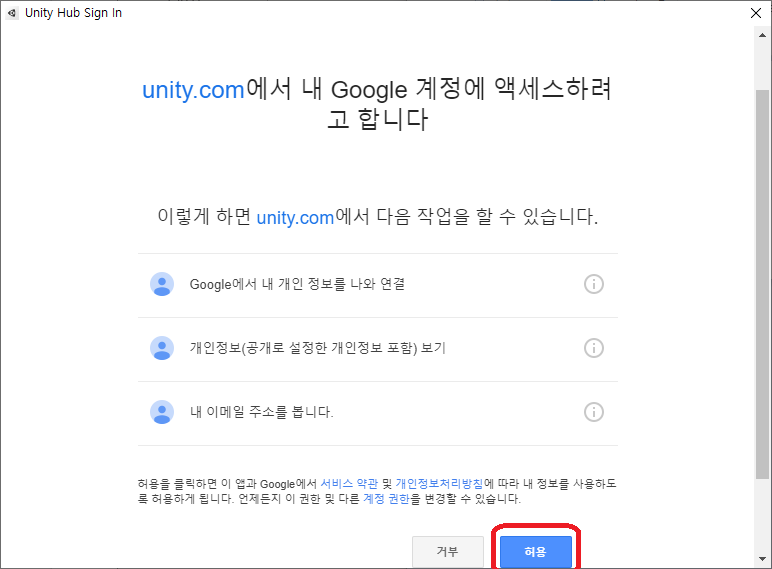 Unity Hub Sign In
unity.com에서 내 Google 계정에 액세스하려
고 합니다
이렇게 하면 unity.com에서 다음 작업을 할 수 있습니다.
Google에서 내 개인 정보를 나와 연결
개인정보(공개로 설정한 개인정보 포함) 보기
내 이메일 주소를 봅니다.
허용을 클릭하면 이 앱과 Google에서 서비스 약관 및 개인정보처리방침에 따라 내 정보를 사용하도
록 허용하게 됩니다. 언제든지 이 권한 및 다른 계정 권한을 변경할 수 있습니다.
거부 허용